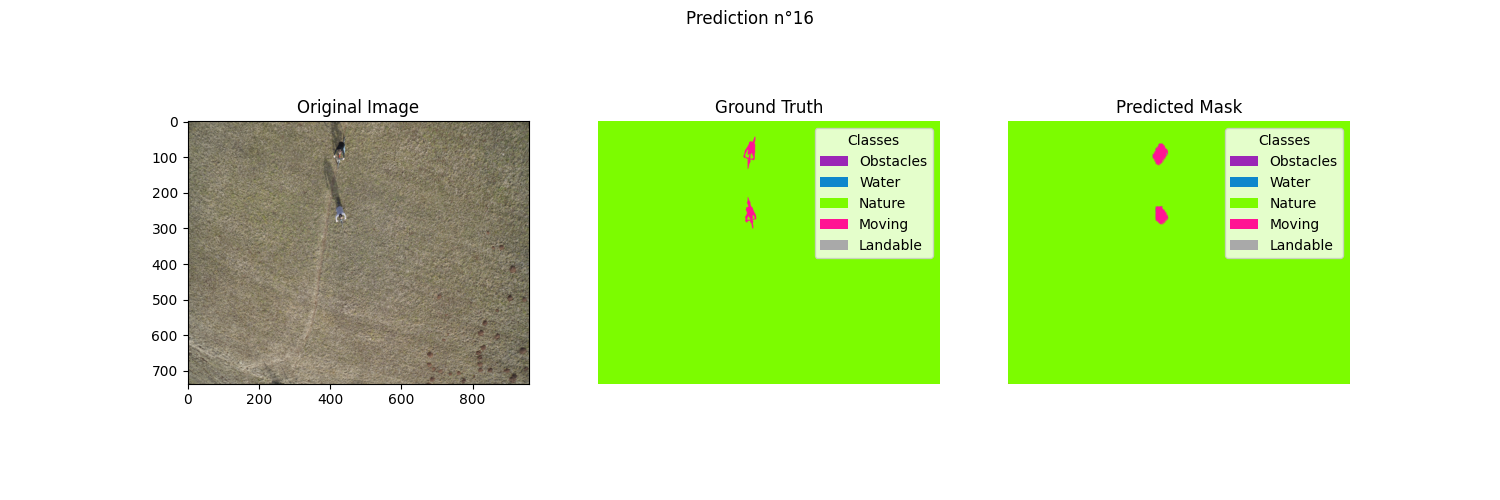 Prediction n°16
Original Image
0
100
200
300
400
500
600
700
0 200 400 600 800
Ground Truth
Classes
Obstacles
Water
Nature
Moving
Landable
Predicted Mask
Classes
Obstacles
Water
Nature
Moving
Landable